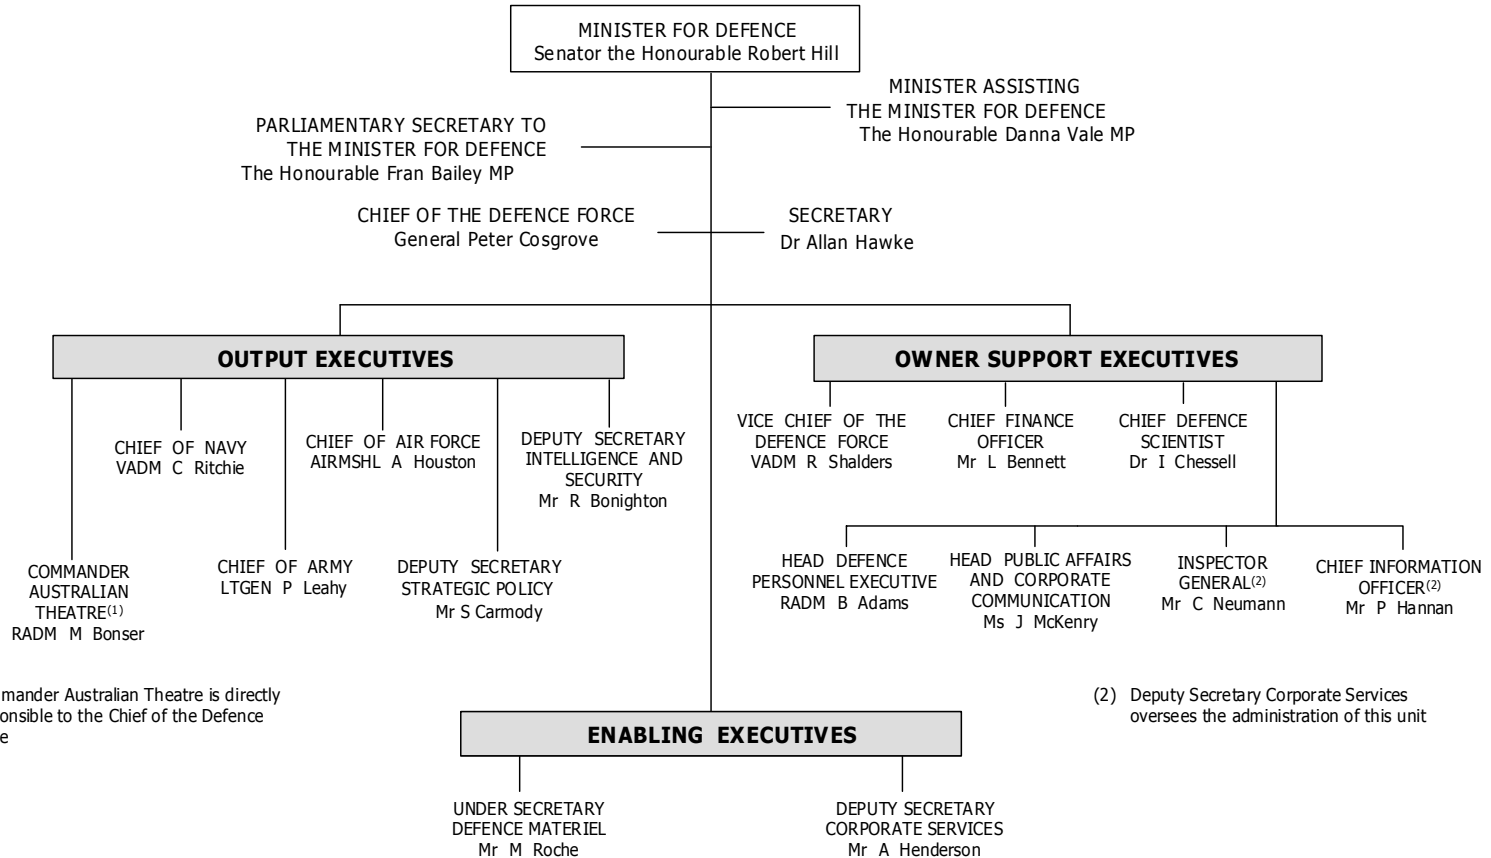 MINISTER FOR DEFENCE
Senator the Honourable Robert Hill
MINISTER ASSISTING
THE MINISTER FOR DEFENCE
The Honourable Danna Vale MP
PARLIAMENTARY SECRETARY TO
THE MINISTER FOR DEFENCE
The Honourable Fran Bailey MP
CHIEF OF THE DEFENCE FORCE
General Peter Cosgrove
SECRETARY
Dr Allan Hawke
OUTPUT EXECUTIVES
CHIEF OF NAVY
VADM C Ritchie
CHIEF OF AIR FORCE
AIRMSHL A Houston
DEPUTY SECRETARY
INTELLIGENCE AND
SECURITY
Mr R Bonighton
COMMANDER
AUSTRALIAN
THEATRE(1)
RADM M Bonser
CHIEF OF ARMY
LTGEN P Leahy
DEPUTY SECRETARY
STRATEGIC POLICY
Mr S Carmody
OWNER SUPPORT EXECUTIVES
VICE CHIEF OF THE
DEFENCE FORCE
VADM R Shalders
CHIEF FINANCE
OFFICER
Mr L Bennett
CHIEF DEFENCE
SCIENTIST
Dr I Chessell
HEAD DEFENCE
PERSONNEL EXECUTIVE
RADM B Adams
HEAD PUBLIC AFFAIRS
AND CORPORATE
COMMUNICATION
Ms J McKenry
INSPECTOR
GENERAL(2)
Mr C Neumann
CHIEF INFORMATION
OFFICER(2)
Mr P Hannan
mander Australian Theatre is directly
onsible to the Chief of the Defence
e
(2) Deputy Secretary Corporate Services
oversees the administration of this unit
ENABLING EXECUTIVES
UNDER SECRETARY
DEFENCE MATERIEL
Mr M Roche
DEPUTY SECRETARY
CORPORATE SERVICES
Mr A Henderson